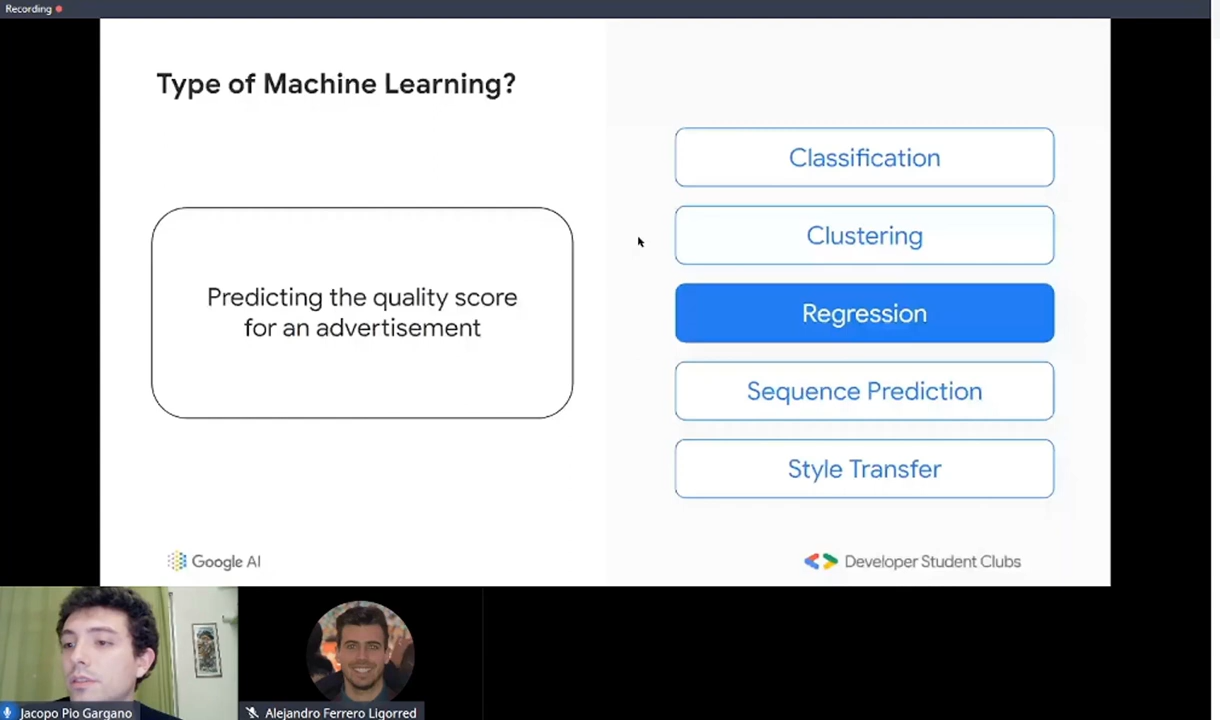 Recording
Type of Machine Learning?
Predicting the quality score
for an advertisement
Classification
Clustering
Regression
Sequence Prediction
Style Transfer
Google AI
Developer Student Clubs
Jacopo Pio Gargano
Alejandro Ferrero Ligorred